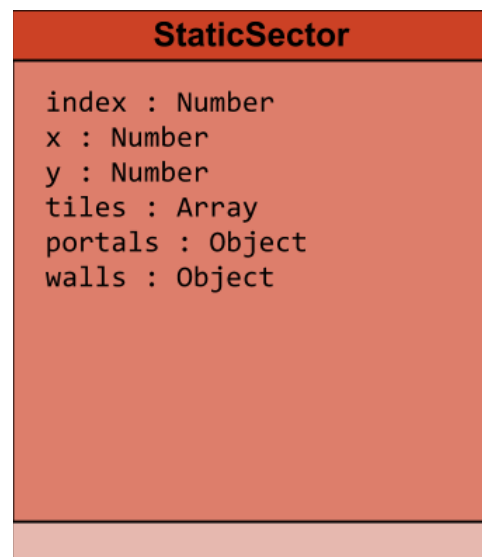 StaticSector
index : Number
x : Number
y : Number
tiles : Array
portals : Object
walls : Object